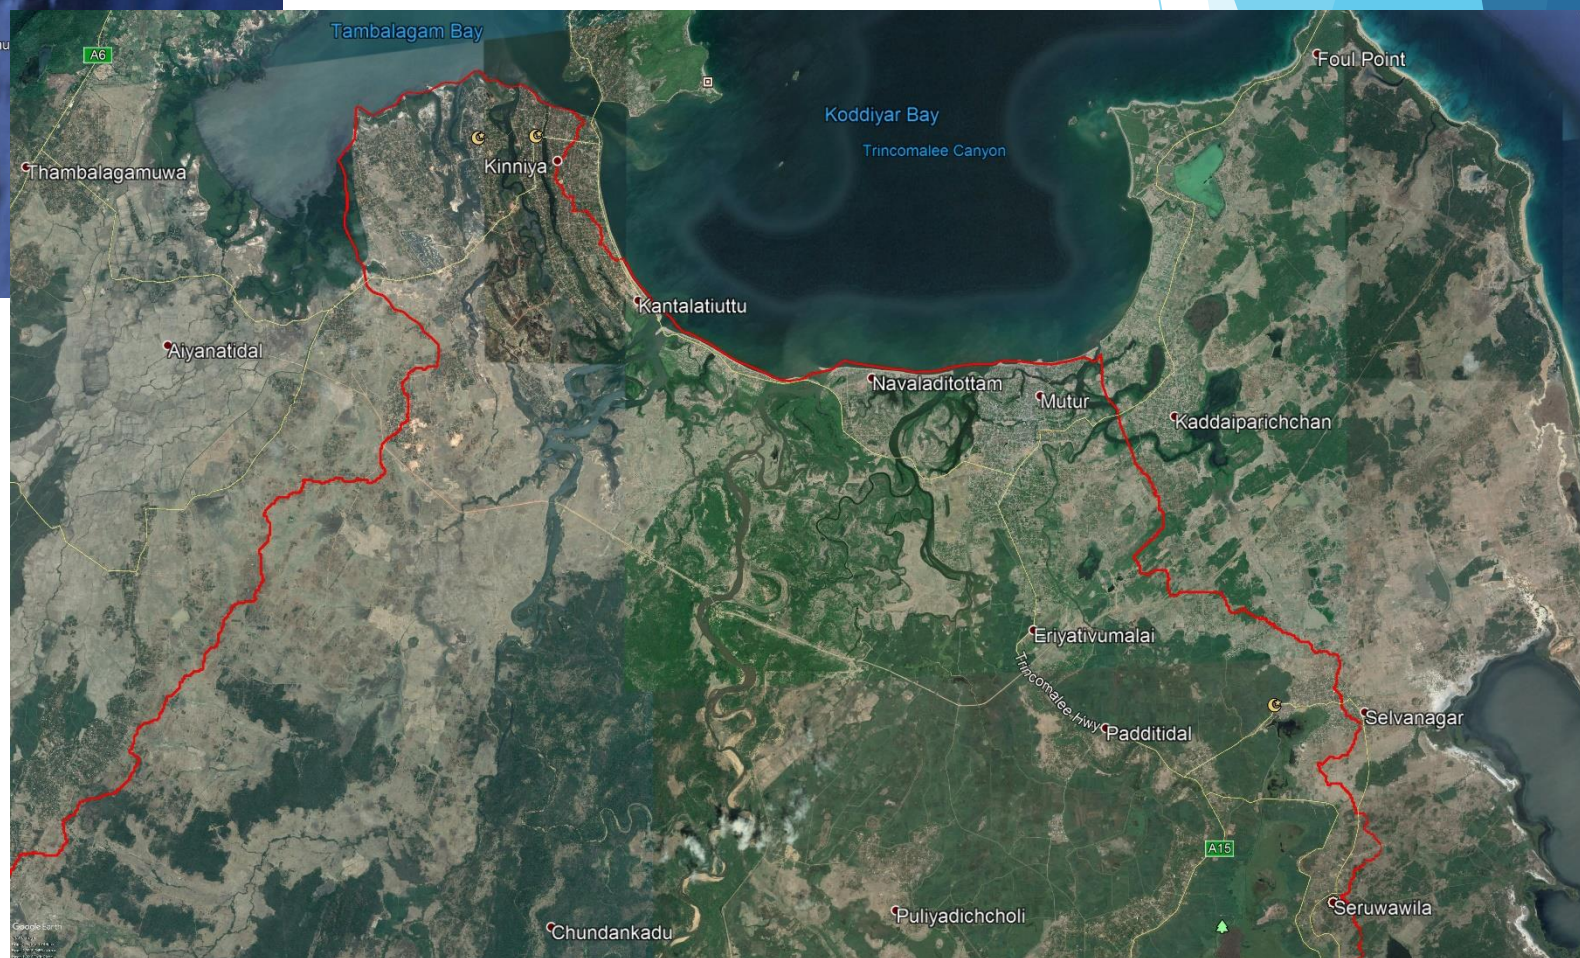 Tambalagam Bay
A6
Foul Point
Koddiyar Bay
Trincomalee Canyon
Thambalagamuwa
Kinniya
Kantalatiuttu
Aiyanatidal
Navaladitottam
Mutur
Kaddaiparichchan
Eriyativumalai
Trincomalee Hwy
Selvanagar
Padditidal
A15
Seruwawila
Puliyadichcholi
Chundankadu
Google Earth